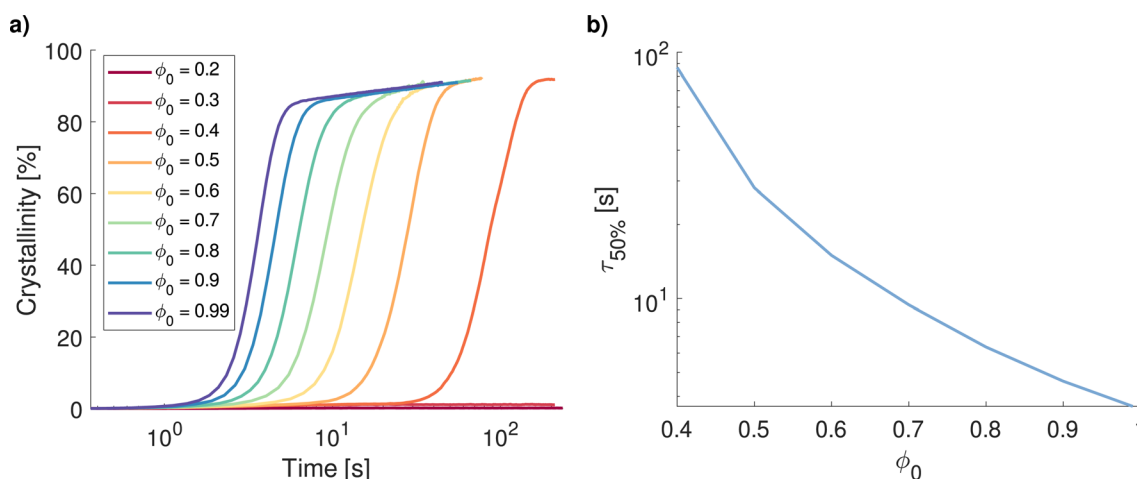 a)
100
80
60
40
20
0
Crystallinity [%]
ϕ0 = 0.2
ϕ0 = 0.3
ϕ0 = 0.4
ϕ0 = 0.5
ϕ0 = 0.6
ϕ0 = 0.7
ϕ0 = 0.8
ϕ0 = 0.9
ϕ0 = 0.99
10^0
10^1
10^2
Time [s]
b)
10^2
10^1
τ50% [s]
0.4 0.5 0.6 0.7 0.8 0.9 1
ϕ0